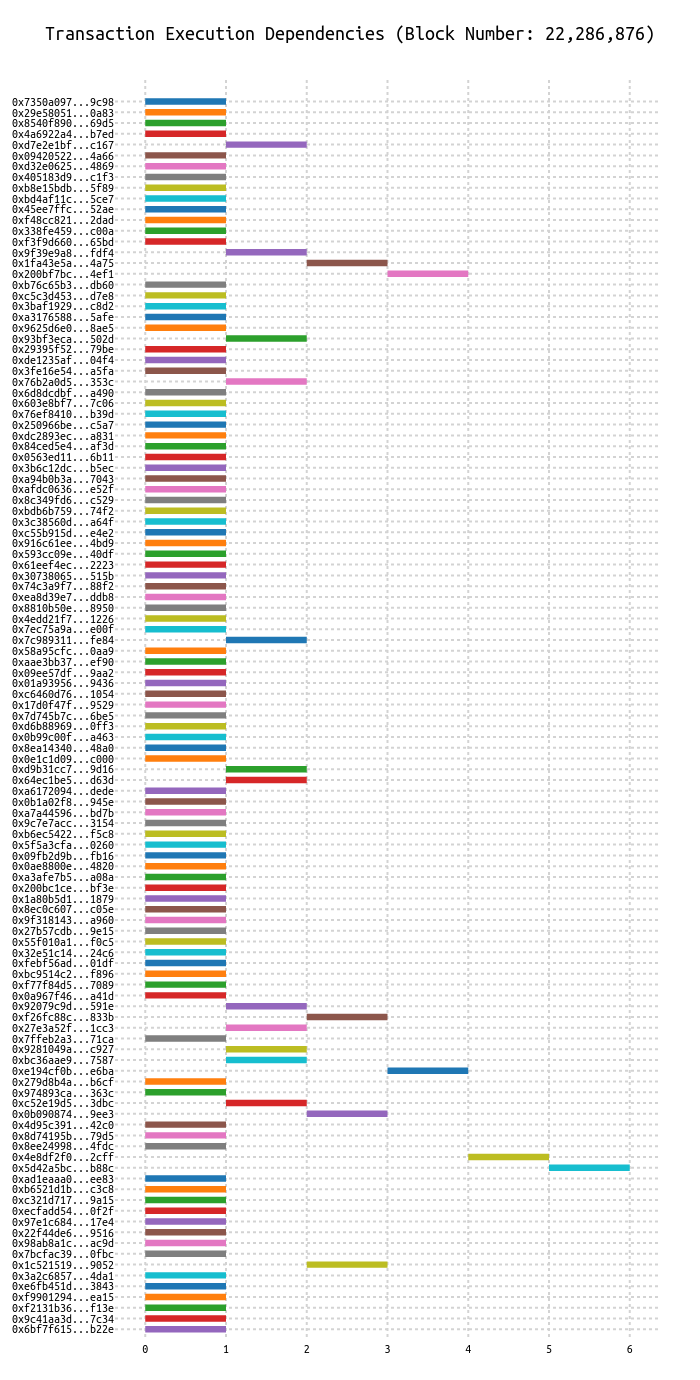 Transaction Execution Dependencies (Block Number: 22,286,876)
0x7350a097...9c98
0x29e58051...0a83
0x8540f890...69d5
0x4a6922a4...b7ed
0xd7e2e1bf...c167
0x09420522...4a66
0xd32e0625...4869
0x405183d9...c1f3
0xb8e15bdb...5f89
0xbd4af11c...5ce7
0x45ee7ffc...52ae
0xf48cc821...2dad
0x338fe459...c00a
0xf3f9d660...65bd
0x9f39e9a8...fdf4
0x1fa43e5a...4a75
0x200bf7bc...4ef1
0xb76c65b3...db60
0xc5c3d453...d7e8
0x3baf1929...c8d2
0xa3176588...5afe
0x9625d6e0...8ae5
0x93bf3eca...502d
0x29395f52...79be
0xde1235af...04f4
0x3fe16e54...a5fa
0x76b2a0d5...353c
0x6d8dcdbf...a490
0x603e8bf7...7c06
0x76ef8410...b39d
0x250966be...c5a7
0xdc2893ec...a831
0x84ced5e4...af3d
0x0563ed11...6b11
0x3b6c12dc...b5ec
0xa94b0b3a...7043
0xafdc0636...e52f
0x8c349fd6...c529
0xbdb6b759...74f2
0x3c38560d...a64f
0xc55b915d...e4e2
0x916c61ee...4bd9
0x593cc09e...40df
0x61eef4ec...2223
0x30738065...515b
0x74c3a9f7...88f2
0xea8d39e7...ddb8
0x8810b50e...8950
0x4edd21f7...1226
0x7ec75a9a...e00f
0x7c989311...fe84
0x58a95cfc...0aa9
0xaae3bb37...ef90
0x09ee57df...9aa2
0x01a93956...9436
0xc6460d76...1054
0x17d0f47f...9529
0x7d745b7c...6be5
0xd6b88969...0ff3
0x0b99c00f...a463
0x8ea14340...48a0
0x0e1c1d09...c000
0xd9b31cc7...9d16
0x64ec1be5...d63d
0xa6172094...dede
0x0b1a02f8...945e
0xa7a44596...bd7b
0x9c7e7acc...3154
0xb6ec5422...f5c8
0x5f5a3cfa...0260
0x09fb2d9b...fb16
0x0ae8800e...4820
0xa3afe7b5...a08a
0x200bc1ce...bf3e
0x1a80b5d1...1879
0x8ec0c607...c05e
0x9f318143...a960
0x27b57cdb...9e15
0x55f010a1...f0c5
0x32e51c14...24c6
0xfebf56ad...01df
0xbc9514c2...f896
0xf77f84d5...7089
0x0a967f46...a41d
0x92079c9d...591e
0xf26fc88c...833b
0x27e3a52f...1cc3
0x7ffeb2a3...71ca
0x9281049a...c927
0xbc36aae9...7587
0xe194cf0b...e6ba
0x279d8b4a...b6cf
0x974893ca...363c
0xc52e19d5...3dbc
0x0b090874...9ee3
0x4d95c391...42c0
0x8d74195b...79d5
0x8ee24998...4fdc
0x4e8df2f0...2cff
0x5d42a5bc...b88c
0xad1eaaa0...ee83
0xb6521d1b...c3c8
0xc321d717...9a15
0xecfadd54...0f2f
0x97e1c684...17e4
0x22f44de6...9516
0x98ab8a1c...ac9d
0x7bcfac39...0fbc
0x1c521519...9052
0x3a2c6857...4da1
0xe6fb451d...3843
0xf9901294...ea15
0xf2131b36...f13e
0x9c41aa3d...7c34
0x6bf7f615...b22e
0 1 2 3 4 5 6